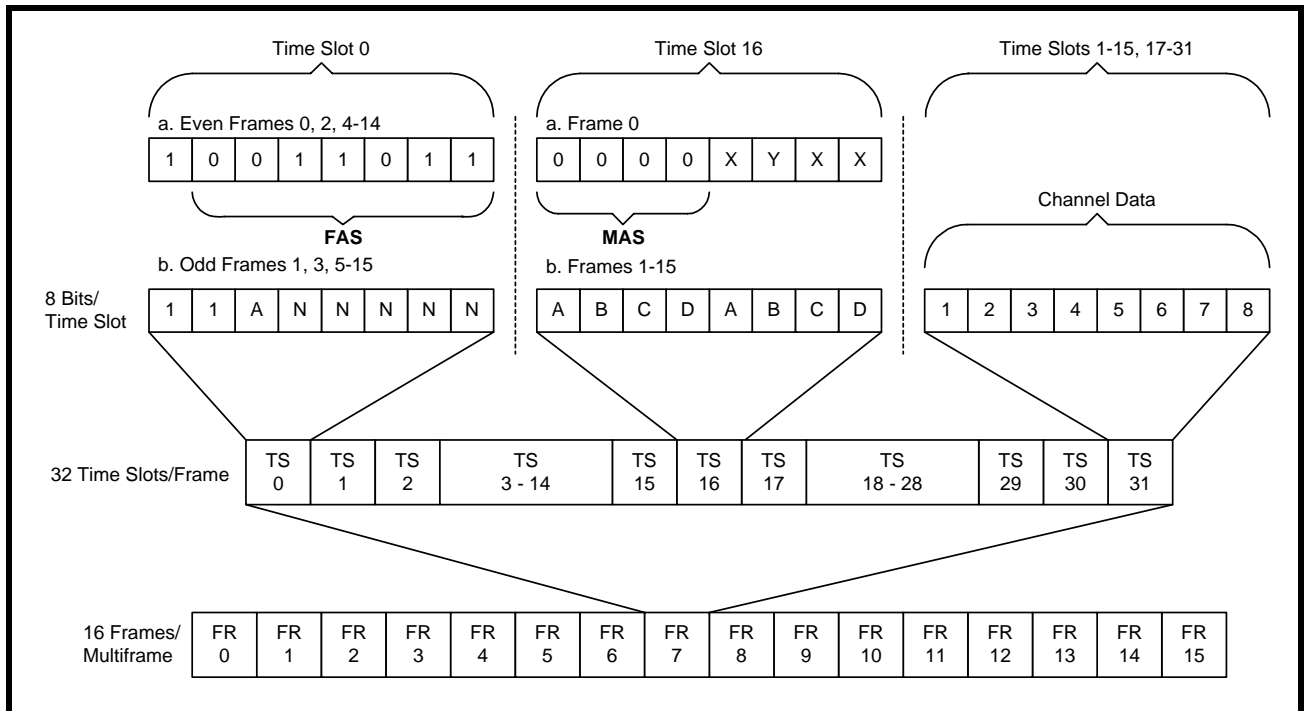 Time Slot 0
Time Slot 16
Time Slots 1-15, 17-31
a. Even Frames 0, 2, 4-14
a. Frame 0
1 0 0 1 1 0 1 1
0 0 0 0 X Y X X
Channel Data
FAS
MAS
b. Odd Frames 1, 3, 5-15
b. Frames 1-15
8 Bits/
Time Slot
1 1 A N N N N N
A B C D A B C D
1 2 3 4 5 6 7 8
32 Time Slots/Frame
TS TS TS TS TS TS TS TS TS TS TS
0 1 2 3 - 14 15 16 17 18 - 28 29 30 31
16 Frames/
Multiframe
FR FR FR FR FR FR FR FR FR FR FR FR FR FR FR FR
0 1 2 3 4 5 6 7 8 9 10 11 12 13 14 15